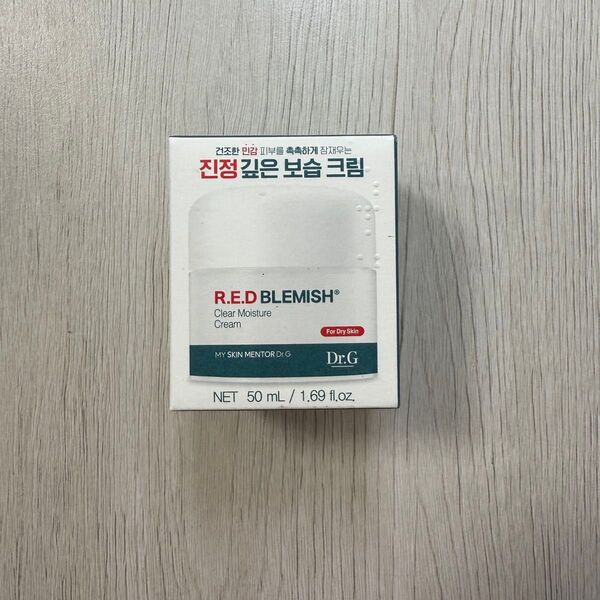 건조한 민감 피부를 촉촉하게 잠재우는
진정 깊은 보습 크림
R.E.D BLEMISH®
Clear Moisture
Cream
For Dry Skin
MY SKIN MENTOR Dr.G
Dr.G
NET 50 mL / 1.69 fl.oz.